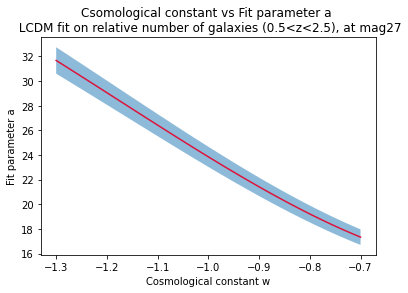 Csomological constant vs Fit parameter a
LCDM fit on relative number of galaxies (0.5<z<2.5), at mag27
32
30
28
26
24
22
20
18
16
Fit parameter a
−1.3 −1.2 −1.1 −1.0 −0.9 −0.8 −0.7
Cosmological constant w